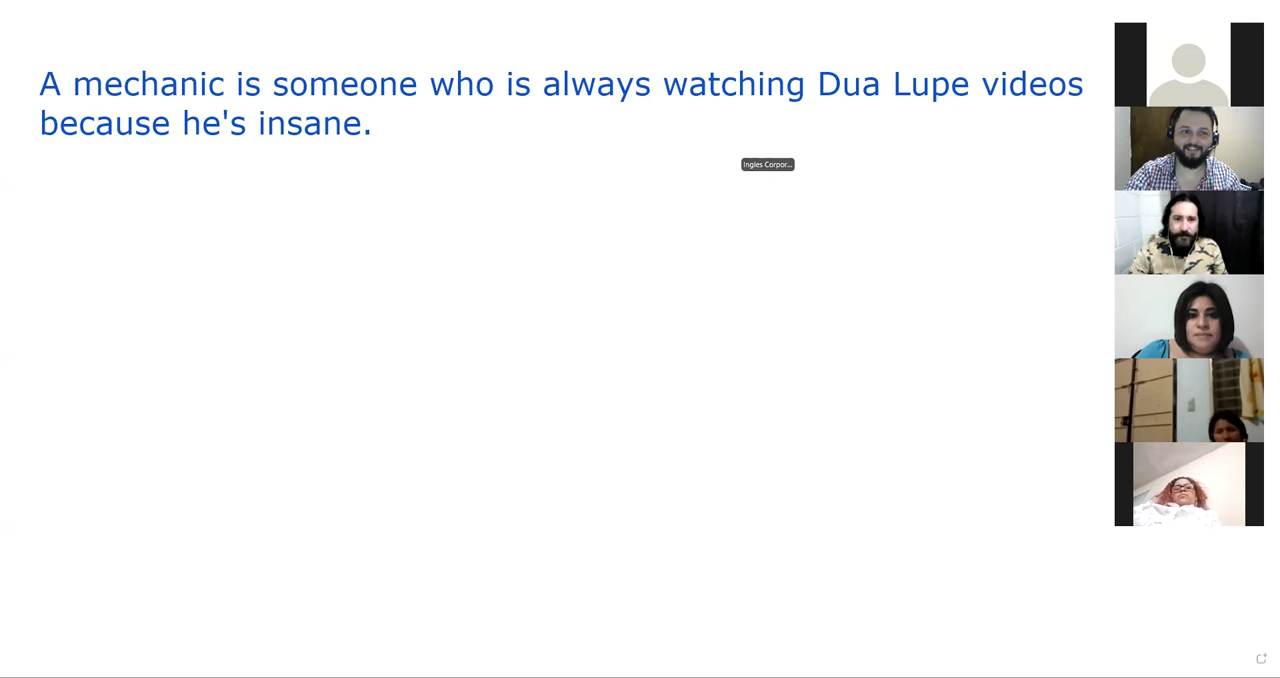 A mechanic is someone who is always watching Dua Lupe videos
because he's insane.
Ingles Corpor...